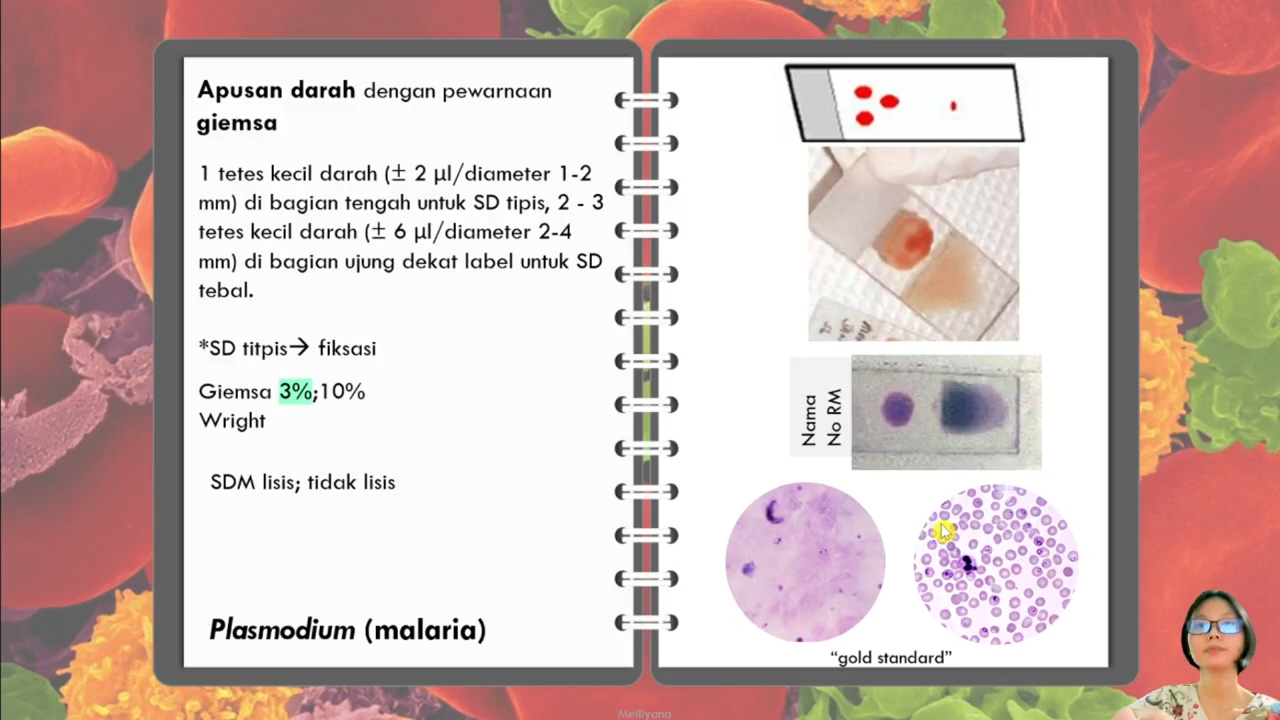 Apusan darah dengan pewarnaan
giemsa
1 tetes kecil darah (± 2 µl/diameter 1-2
mm) di bagian tengah untuk SD tipis, 2 - 3
tetes kecil darah (± 6 µl/diameter 2-4
mm) di bagian ujung dekat label untuk SD
tebal.
*SD titpis→ fiksasi
Giemsa 3%;10%
Wright
SDM lisis; tidak lisis
Plasmodium (malaria)
Nama
No RM
“gold standard”
Meillyana